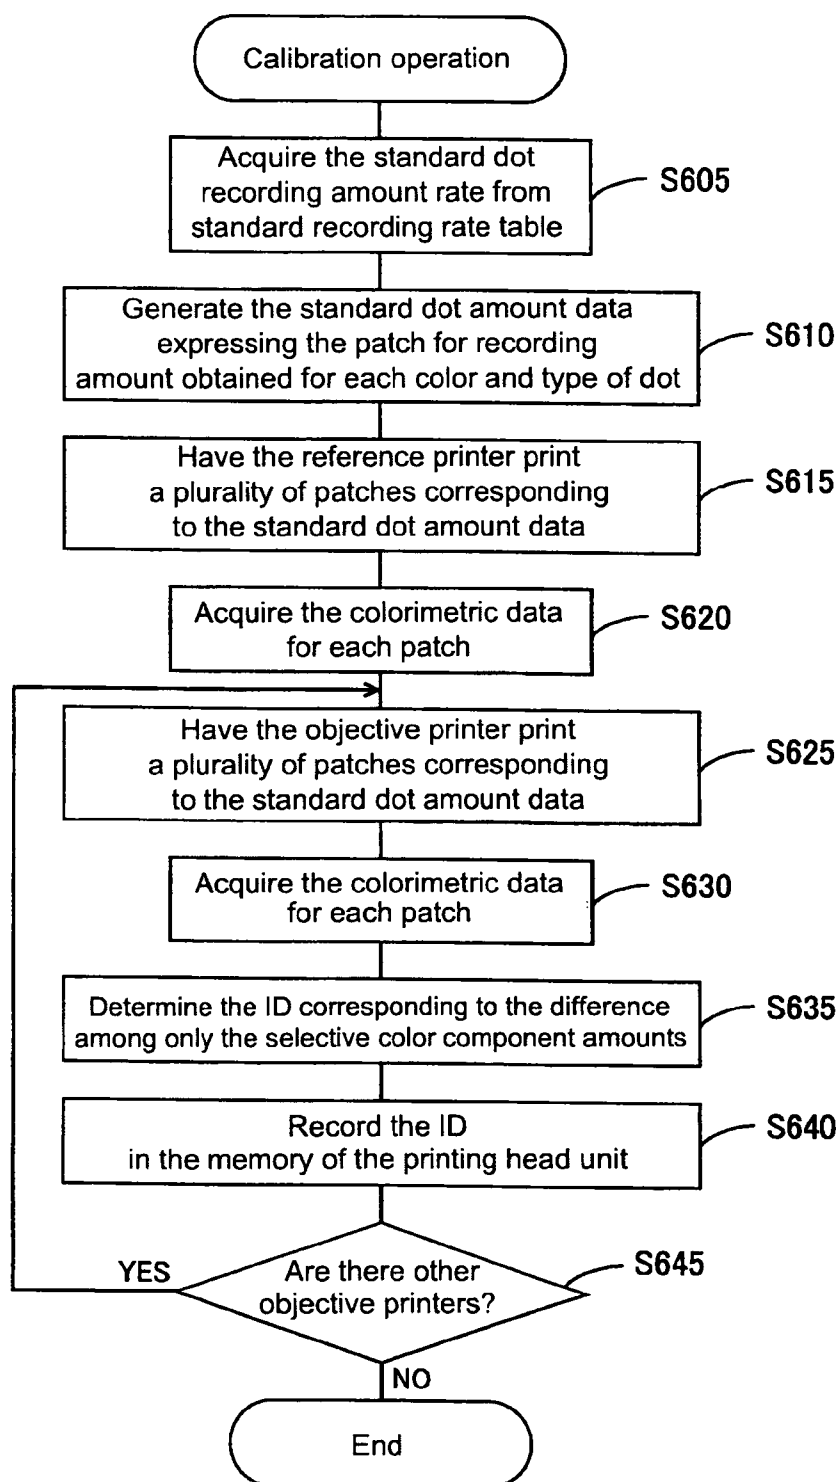 Calibration operation
Acquire the standard dot
recording amount rate from
standard recording rate table
S605
Generate the standard dot amount data
expressing the patch for recording
amount obtained for each color and type of dot
S610
Have the reference printer print
a plurality of patches corresponding
to the standard dot amount data
S615
Acquire the colorimetric data
for each patch
S620
Have the objective printer print
a plurality of patches corresponding
to the standard dot amount data
S625
Acquire the colorimetric data
for each patch
S630
Determine the ID corresponding to the difference
among only the selective color component amounts
S635
Record the ID
in the memory of the printing head unit
S640
Are there other
objective printers?
S645
YES
NO
End